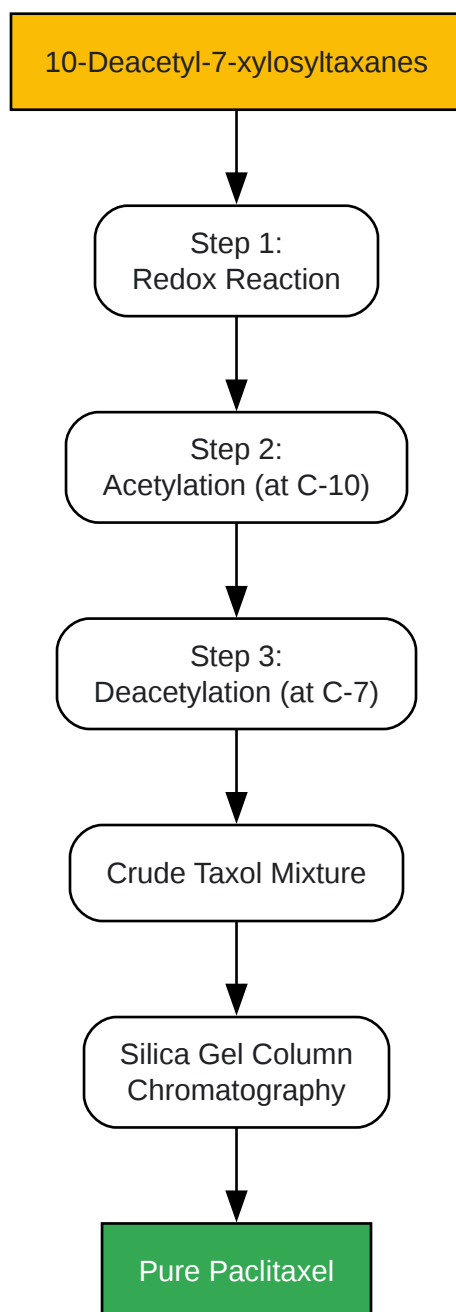 10-Deacetyl-7-xylosyltaxanes
Step 1:
Redox Reaction
Step 2:
Acetylation (at C-10)
Step 3:
Deacetylation (at C-7)
Crude Taxol Mixture
Silica Gel Column
Chromatography
Pure Paclitaxel